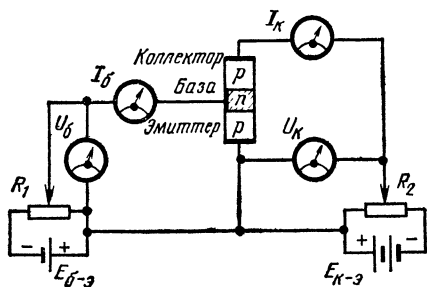 Iк
Коллектор
р
Iб
База
п
Эмиттер
р
Uб
Uк
R1
R2
− +
Eб-э
+ −
Eк-э